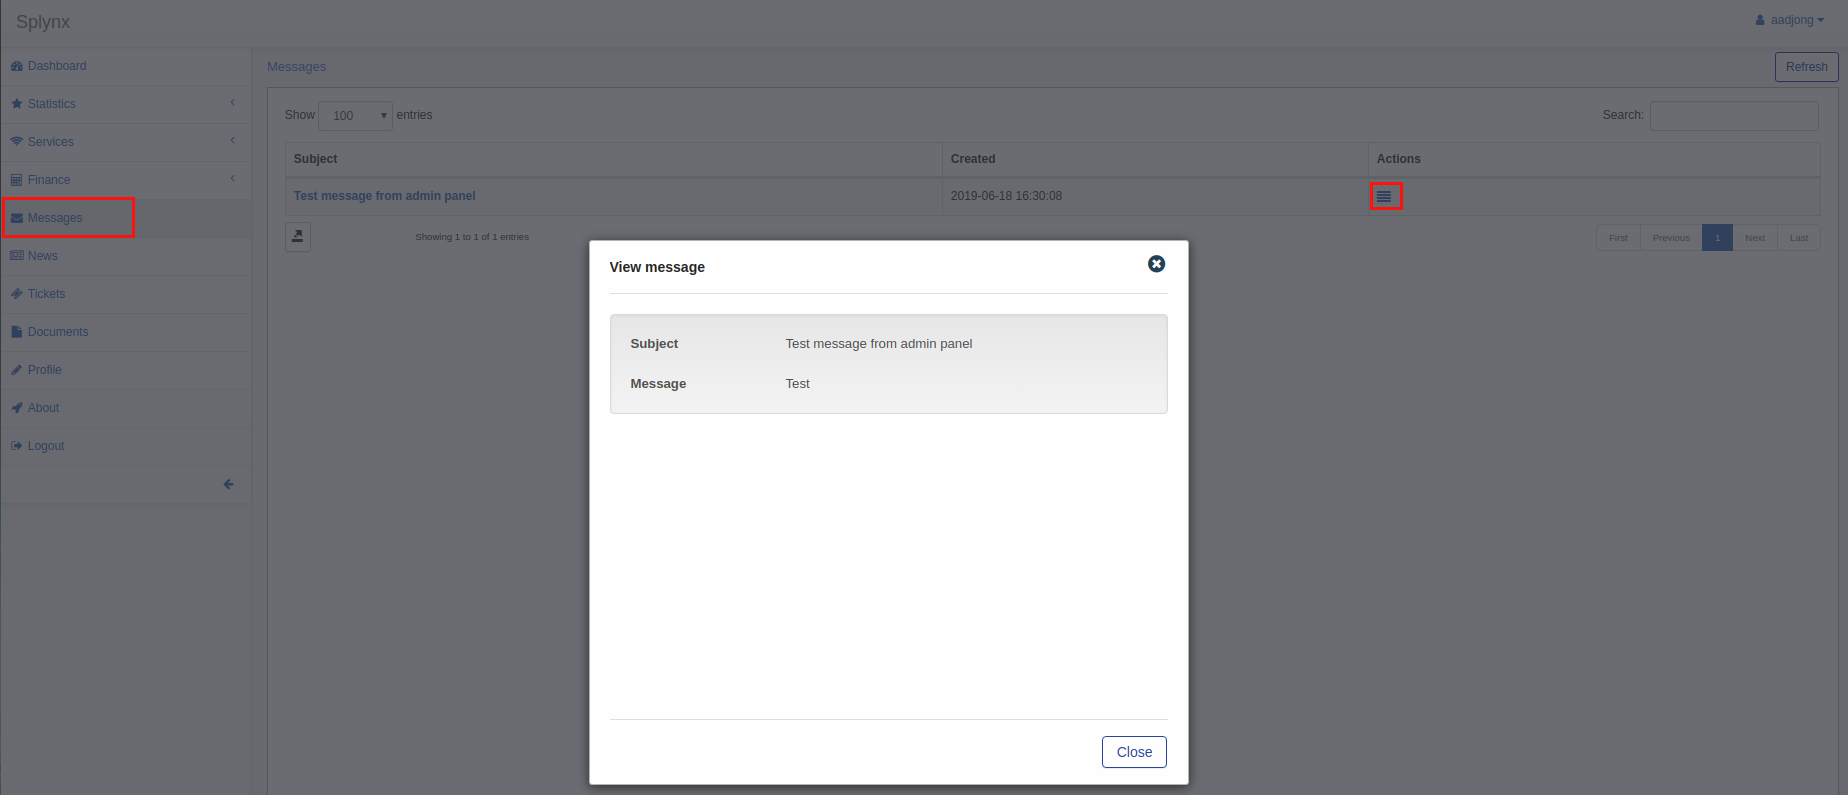 Splynx
aadjong
Dashboard
Statistics
Services
Finance
Messages
News
Tickets
Documents
Profile
About
Logout
Messages
Refresh
Show 100 entries
Search:
Subject Created Actions
Test message from admin panel 2019-06-18 16:30:08
Showing 1 to 1 of 1 entries
First Previous 1 Next Last
View message
Subject Test message from admin panel
Message Test
Close